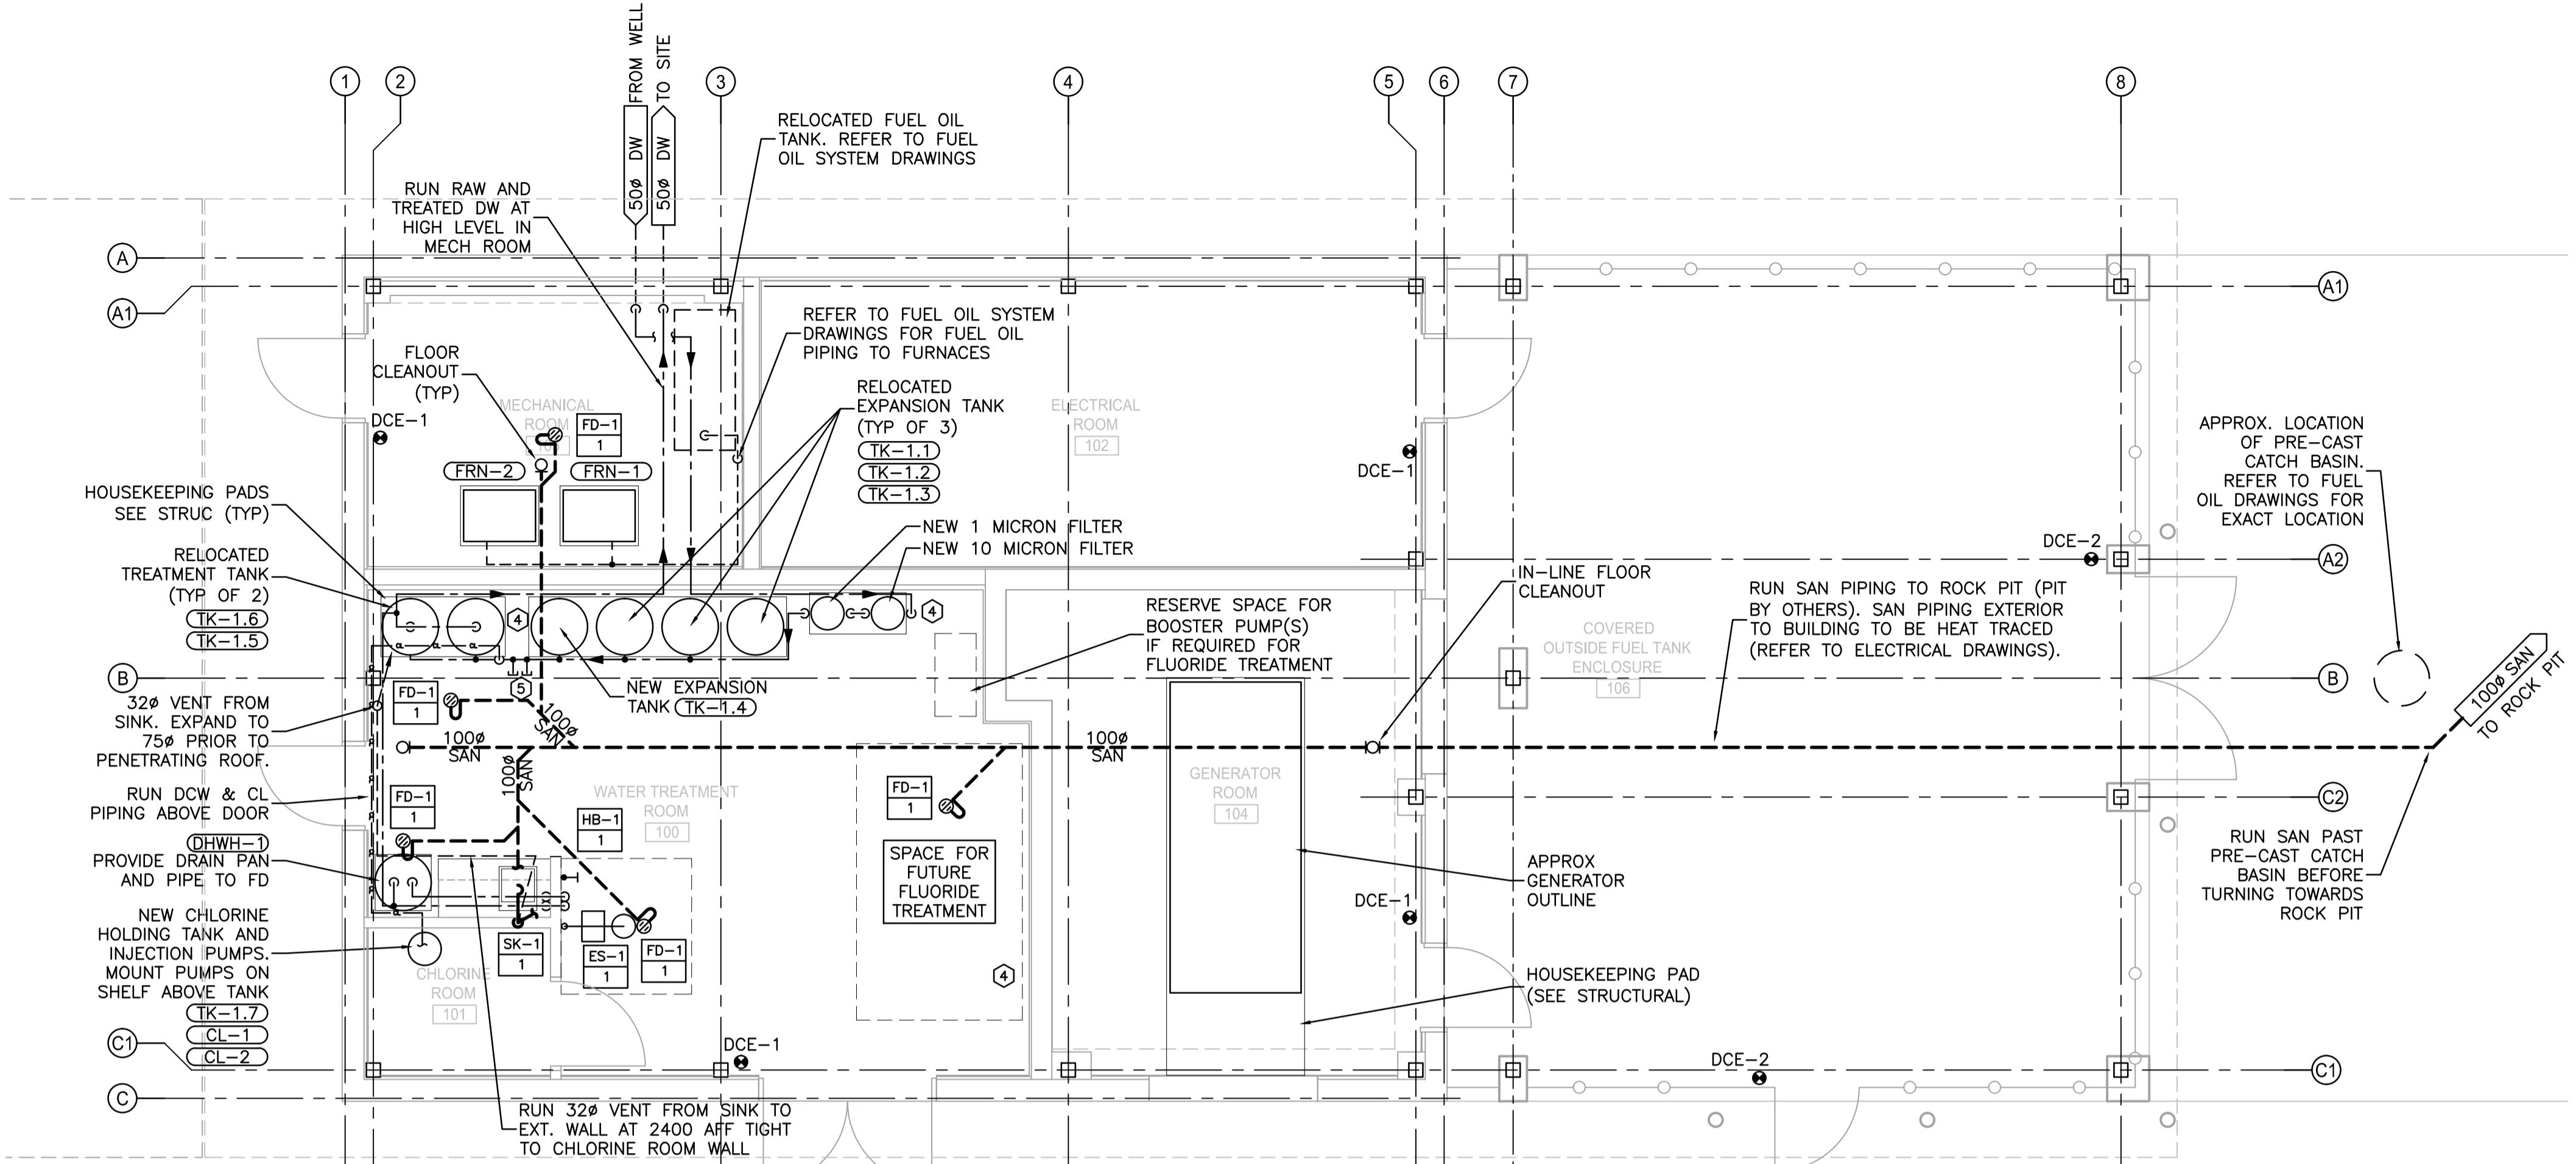 1
2
3
4
5
6
7
8
50ø DW FROM WELL
50ø DW TO SITE
RELOCATED FUEL OIL
TANK. REFER TO FUEL
OIL SYSTEM DRAWINGS
RUN RAW AND
TREATED DW AT
HIGH LEVEL IN
MECH ROOM
A
A1
A1
REFER TO FUEL OIL SYSTEM
DRAWINGS FOR FUEL OIL
PIPING TO FURNACES
FLOOR
CLEANOUT
(TYP)
RELOCATED
EXPANSION TANK
(TYP OF 3)
TK-1.1
TK-1.2
TK-1.3
MECHANICAL
ROOM
FD-1
1
DCE-1
FRN-2
FRN-1
ELECTRICAL
ROOM
102
DCE-1
APPROX. LOCATION
OF PRE-CAST
CATCH BASIN.
REFER TO FUEL
OIL DRAWINGS FOR
EXACT LOCATION
HOUSEKEEPING PADS
SEE STRUC (TYP)
NEW 1 MICRON FILTER
NEW 10 MICRON FILTER
DCE-2
A2
RELOCATED
TREATMENT TANK
(TYP OF 2)
TK-1.6
TK-1.5
4
4
IN-LINE FLOOR
CLEANOUT
RESERVE SPACE FOR
BOOSTER PUMP(S)
IF REQUIRED FOR
FLUORIDE TREATMENT
RUN SAN PIPING TO ROCK PIT (PIT
BY OTHERS). SAN PIPING EXTERIOR
TO BUILDING TO BE HEAT TRACED
(REFER TO ELECTRICAL DRAWINGS).
COVERED
OUTSIDE FUEL TANK
ENCLOSURE
106
B
B
5
NEW EXPANSION
TANK TK-1.4
FD-1
1
32ø VENT FROM
SINK. EXPAND TO
75ø PRIOR TO
PENETRATING ROOF.
100ø
SAN
100ø
SAN
100ø
SAN
100ø
SAN
100ø SAN
TO ROCK PIT
RUN DCW & CL
PIPING ABOVE DOOR
FD-1
1
WATER TREATMENT
ROOM
100
HB-1
1
FD-1
1
GENERATOR
ROOM
104
C2
DHWH-1
PROVIDE DRAIN PAN
AND PIPE TO FD
SPACE FOR
FUTURE
FLUORIDE
TREATMENT
APPROX
GENERATOR
OUTLINE
RUN SAN PAST
PRE-CAST CATCH
BASIN BEFORE
TURNING TOWARDS
ROCK PIT
DCE-1
NEW CHLORINE
HOLDING TANK AND
INJECTION PUMPS.
MOUNT PUMPS ON
SHELF ABOVE TANK
TK-1.7
CL-1
CL-2
SK-1
1
ES-1
1
FD-1
1
CHLORINE
ROOM
101
4
HOUSEKEEPING PAD
(SEE STRUCTURAL)
C1
DCE-1
DCE-2
C1
C
RUN 32ø VENT FROM SINK TO
EXT. WALL AT 2400 AFF TIGHT
TO CHLORINE ROOM WALL